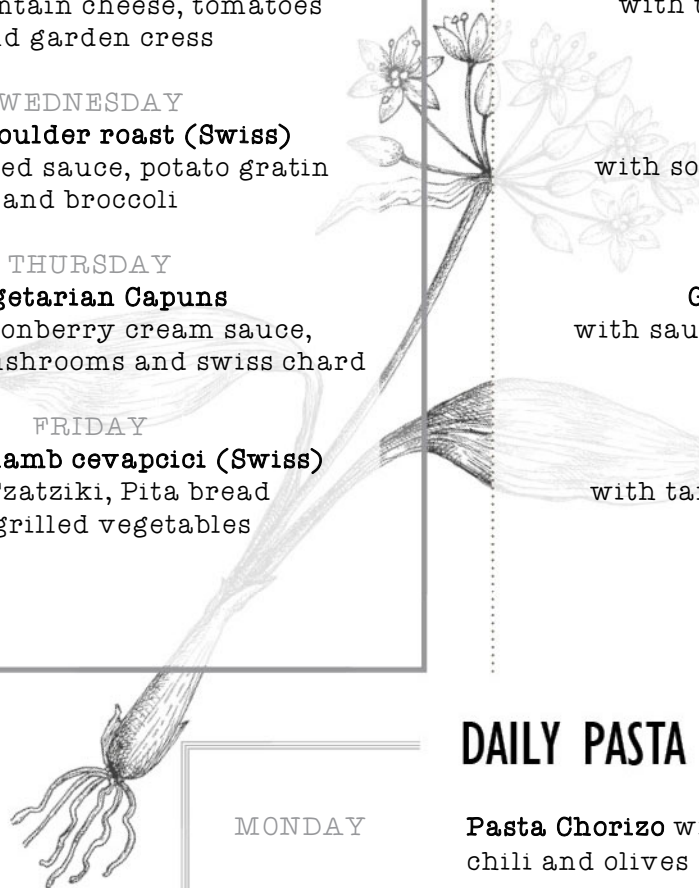 ntain cheese, tomatoes
d garden cress
WEDNESDAY
oulder roast (Swiss)
ed sauce, potato gratin
and broccoli
THURSDAY
getarian Capuns
onberry cream sauce,
shrooms and swiss chard
FRIDAY
amb cevapcici (Swiss)
zatziki, Pita bread
grilled vegetables
with
with so
G
with sau
with tar
DAILY PASTA
MONDAY
Pasta Chorizo w
chili and olives